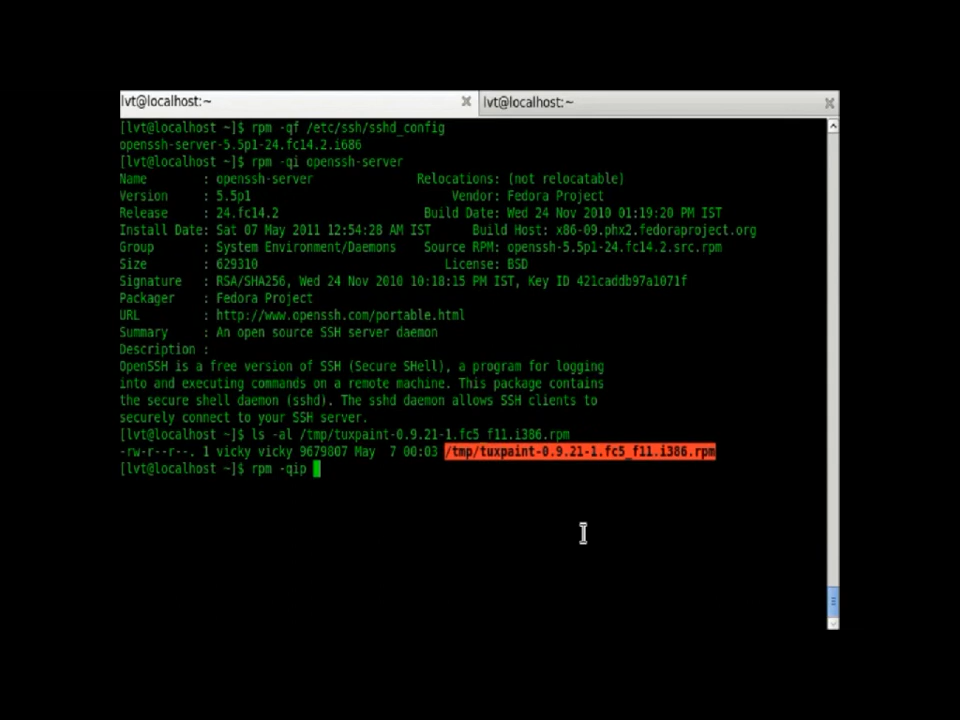 lvt@localhost:~ lvt@localhost:~
[lvt@localhost ~]$ rpm -qf /etc/ssh/sshd_config
openssh-server-5.5p1-24.fc14.2.i686
[lvt@localhost ~]$ rpm -qi openssh-server
Name : openssh-server Relocations: (not relocatable)
Version : 5.5p1 Vendor: Fedora Project
Release : 24.fc14.2 Build Date: Wed 24 Nov 2010 01:19:20 PM IST
Install Date: Sat 07 May 2011 12:54:28 AM IST Build Host: x86-09.phx2.fedoraproject.org
Group : System Environment/Daemons Source RPM: openssh-5.5p1-24.fc14.2.src.rpm
Size : 629310 License: BSD
Signature : RSA/SHA256, Wed 24 Nov 2010 10:18:15 PM IST, Key ID 421caddb97a1071f
Packager : Fedora Project
URL : http://www.openssh.com/portable.html
Summary : An open source SSH server daemon
Description :
OpenSSH is a free version of SSH (Secure SHell), a program for logging
into and executing commands on a remote machine. This package contains
the secure shell daemon (sshd). The sshd daemon allows SSH clients to
securely connect to your SSH server.
[lvt@localhost ~]$ ls -al /tmp/tuxpaint-0.9.21-1.fc5_f11.i386.rpm
-rw-r--r--. 1 vicky vicky 9679807 May 7 00:03 /tmp/tuxpaint-0.9.21-1.fc5_f11.i386.rpm
[lvt@localhost ~]$ rpm -qip